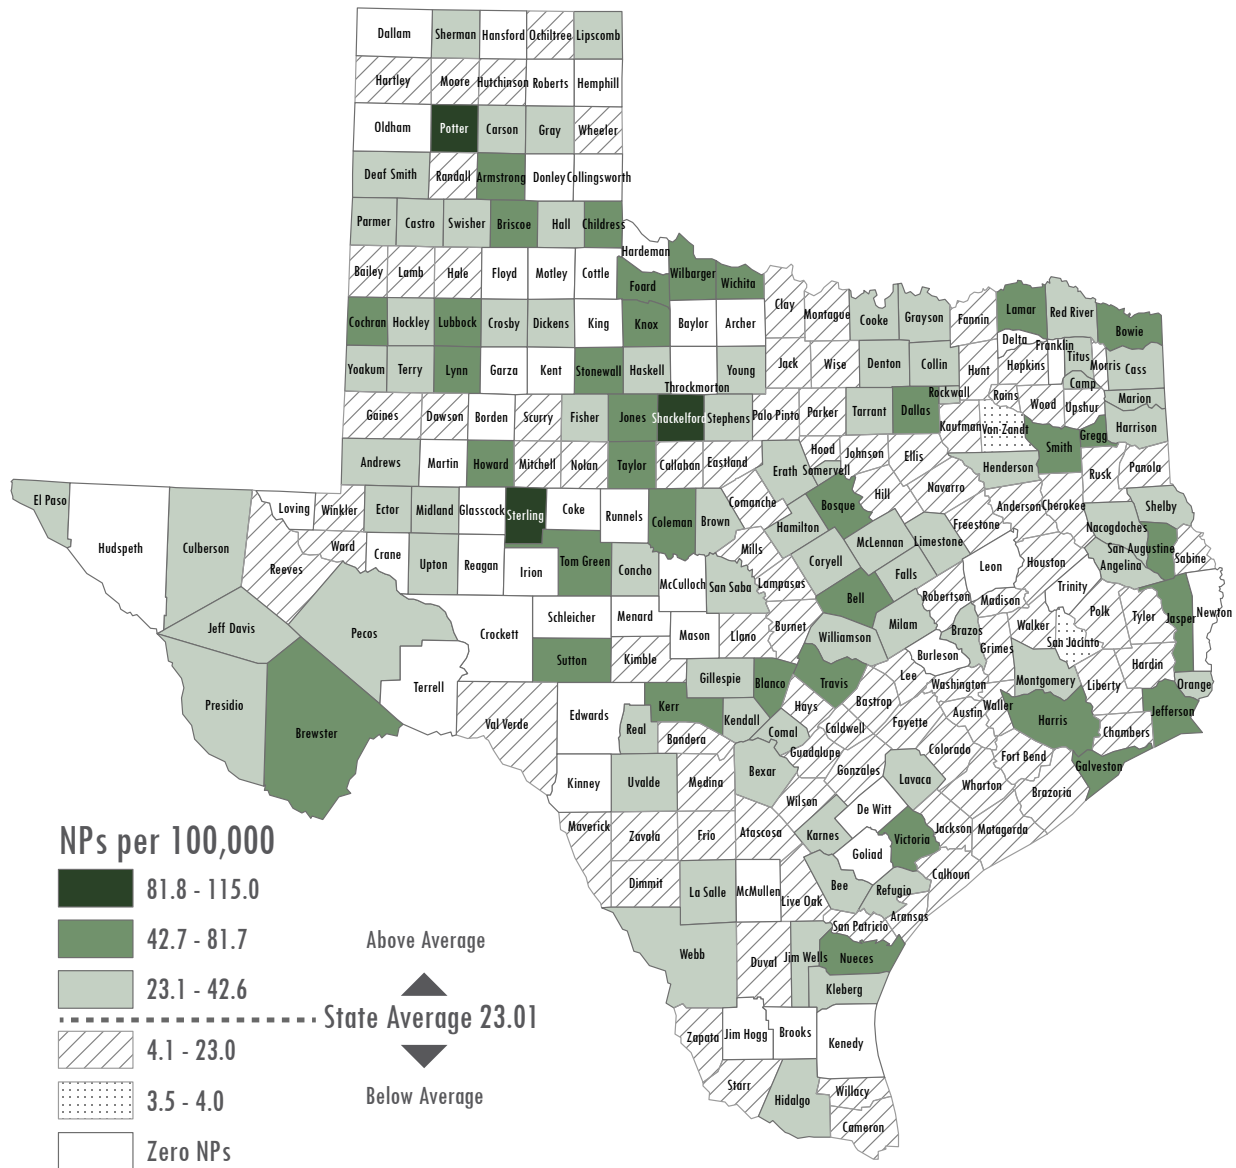 Dallam Sherman Hansford Ochiltree Lipscomb
Hartley Moore Hutchinson Roberts Hemphill
Oldham Potter Carson Gray Wheeler
Deaf Smith Randall Armstrong Donley Collingsworth
Parmer Castro Swisher Briscoe Hall Childress
Hardeman
Bailey Lamb Hale Floyd Motley Cottle Foard Wilbarger Wichita
Clay Montague Cooke Grayson Fannin Lamar Red River Bowie
Cochran Hockley Lubbock Crosby Dickens King Knox Baylor Archer
Delta Franklin Titus Morris Cass
Yoakum Terry Lynn Garza Kent Stonewall Haskell Throckmorton Young Jack Wise Denton Collin Hunt Hopkins Camp
Rockwall Rains Wood Upshur Marion
Gaines Dawson Borden Scurry Fisher Jones Shackelford Stephens Palo Pinto Parker Tarrant Dallas Kaufman Van Zandt Smith Gregg Harrison
Andrews Martin Howard Mitchell Nolan Taylor Callahan Eastland Erath Hood Somervell Johnson Ellis Henderson Rusk Panola
El Paso Hudspeth Culberson Loving Winkler Ector Midland Glasscock Sterling Coke Runnels Coleman Brown Comanche Bosque Hill Navarro Anderson Cherokee Shelby
Hamilton Freestone Nacogdoches San Augustine Sabine
Reeves Ward Crane Upton Reagan Irion Tom Green Concho McCulloch San Saba Mills Lampasas Coryell McLennan Limestone Falls Leon Houston Angelina
Jeff Davis Pecos Crockett Schleicher Menard Mason Llano Burnet Bell Milam Robertson Madison Trinity Walker Polk Tyler Jasper Newton
Williamson Brazos Grimes San Jacinto Hardin
Presidio Brewster Terrell Sutton Kimble Gillespie Blanco Travis Burleson Lee Washington Montgomery Liberty Orange
Val Verde Edwards Kerr Real Kendall Bandera Comal Hays Caldwell Bastrop Fayette Austin Waller Harris Chambers Jefferson
Guadalupe Colorado Fort Bend Galveston
Kinney Uvalde Medina Bexar Wilson Gonzales Lavaca Wharton Brazoria
De Witt
Maverick Zavala Frio Atascosa Karnes Goliad Victoria Jackson Matagorda
Dimmit La Salle McMullen Live Oak Bee Refugio Calhoun
Aransas
San Patricio
Webb Duval Jim Wells Nueces
Kleberg
Zapata Jim Hogg Brooks Kenedy
Starr Hidalgo Willacy
Cameron
NPs per 100,000
81.8 - 115.0
42.7 - 81.7
Above Average
23.1 - 42.6
State Average 23.01
4.1 - 23.0
3.5 - 4.0
Below Average
Zero NPs